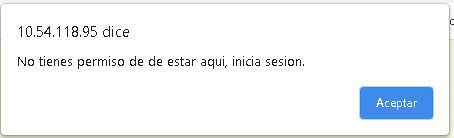 10.54.118.95 dice
No tienes permiso de de estar aqui, inicia sesion.
Aceptar